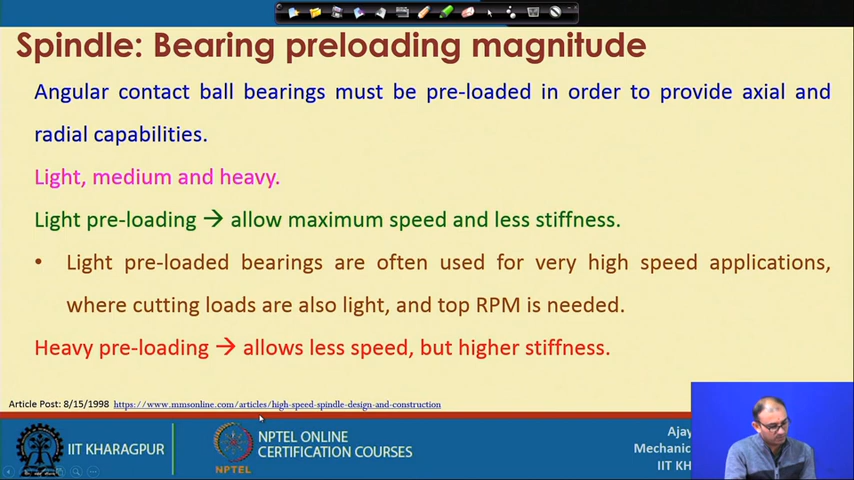 Spindle: Bearing preloading magnitude
Angular contact ball bearings must be pre-loaded in order to provide axial and
radial capabilities.
Light, medium and heavy.
Light pre-loading → allow maximum speed and less stiffness.
• Light pre-loaded bearings are often used for very high speed applications,
where cutting loads are also light, and top RPM is needed.
Heavy pre-loading → allows less speed, but higher stiffness.
Article Post: 8/15/1998 https://www.mmsonline.com/articles/high-speed-spindle-design-and-construction
IIT KHARAGPUR
NPTEL
NPTEL ONLINE
CERTIFICATION COURSES
Ajay
Mechanic
IIT KH